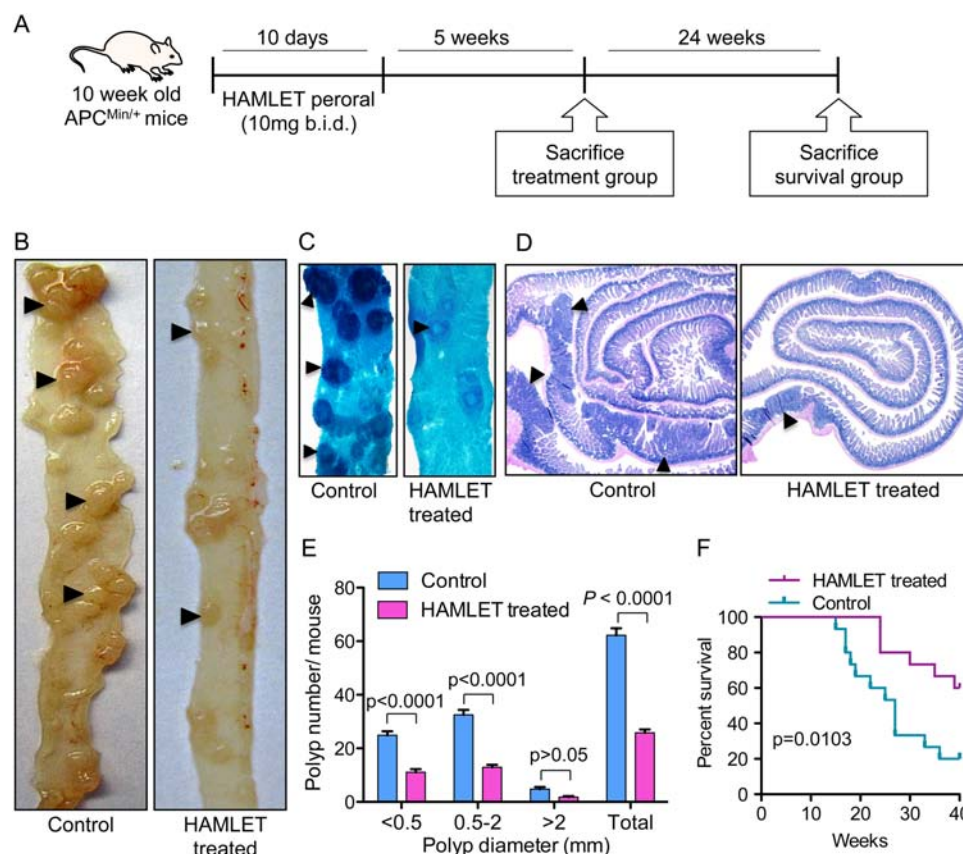 A
10 days
5 weeks
24 weeks
10 week old
APCMin/+ mice
HAMLET peroral
(10mg b.i.d.)
Sacrifice
treatment group
Sacrifice
survival group
B
Control
HAMLET
treated
C
Control
HAMLET
treated
D
Control
HAMLET treated
E
Control
HAMLET treated
Polyp number/ mouse
80
60
40
20
0
p<0.0001
p<0.0001
p>0.05
P < 0.0001
<0.5
0.5-2
>2
Total
Polyp diameter (mm)
F
HAMLET treated
Control
Percent survival
100
80
60
40
20
0
p=0.0103
0
10
20
30
40
Weeks